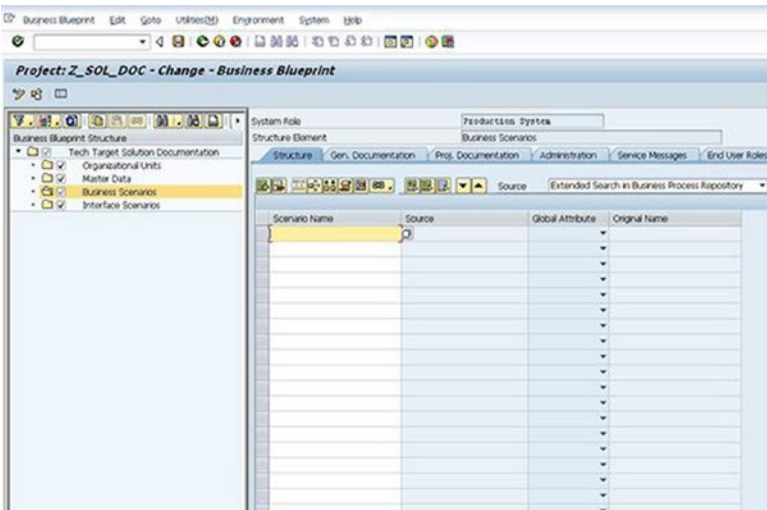 Business Blueprint Edit Goto Utilities(M) Environment System Help
Project: Z_SOL_DOC - Change - Business Blueprint
System Role Production System
Business Blueprint Structure
Structure Element Business Scenarios
Tech Target Solution Documentation
Organizational Units
Master Data
Business Scenarios
Interface Scenarios
Structure Gen. Documentation Proj. Documentation Administration Service Messages End User Roles
Source Extended Search in Business Process Repository
Scenario Name Source Global Attribute Original Name